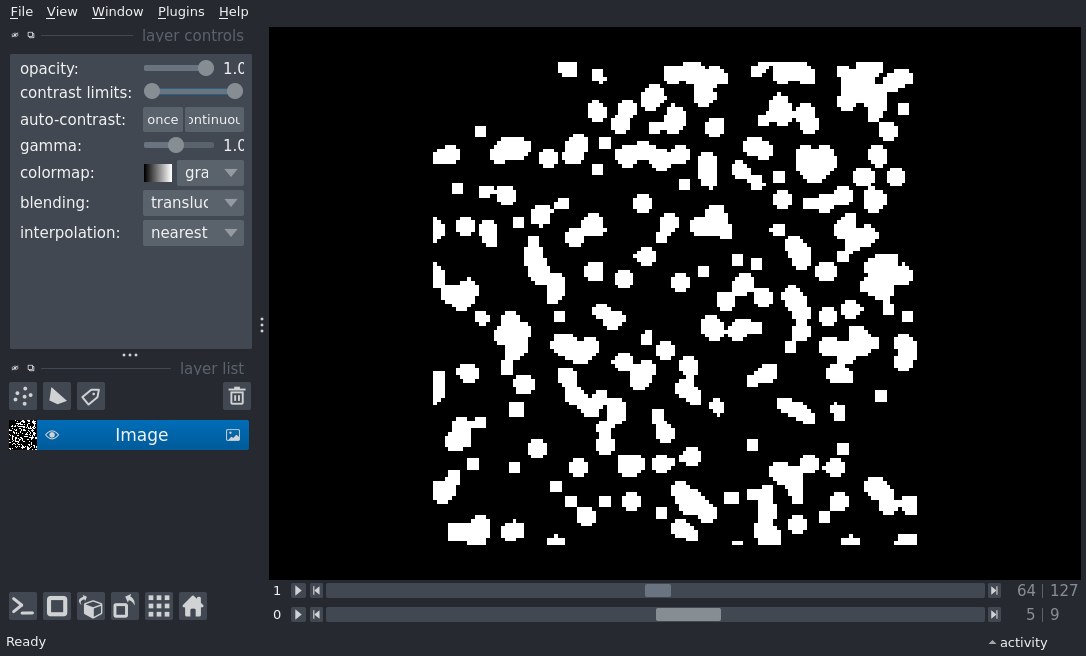 File View Window Plugins Help
layer controls
opacity: 1.0
contrast limits:
auto-contrast: once ontinuou
gamma: 1.0
colormap: gra
blending: transluc
interpolation: nearest
layer list
Image
1 64 | 127
0 5 | 9
Ready activity